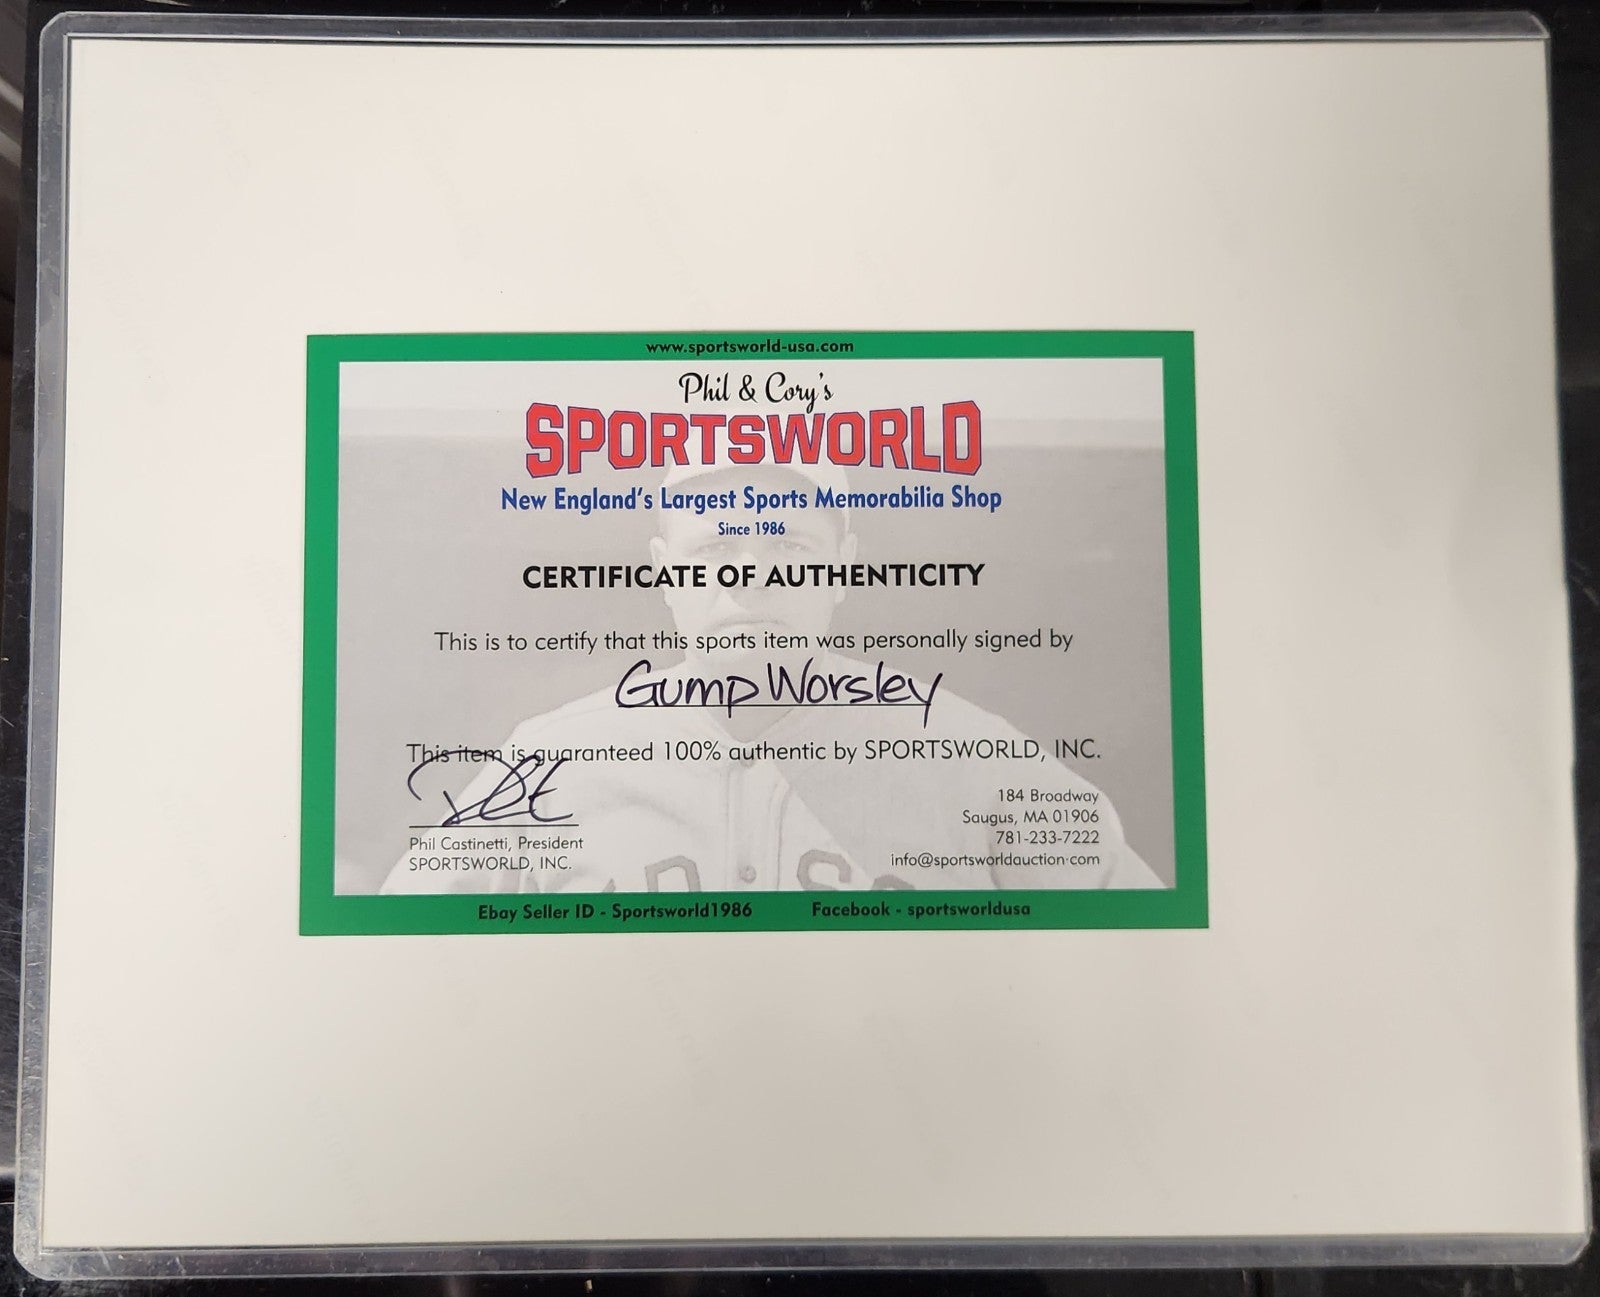 www.sportsworld-usa.com
Phil & Cory's
SPORTSWORLD
New England's Largest Sports Memorabilia Shop
Since 1986
CERTIFICATE OF AUTHENTICITY
This is to certify that this sports item was personally signed by
Gump Worsley
This item is guaranteed 100% authentic by SPORTSWORLD, INC.
Phil Castinetti, President
SPORTSWORLD, INC.
184 Broadway
Saugus, MA 01906
781-233-7222
info@sportsworldauction.com
Ebay Seller ID - Sportsworld1986 Facebook - sportsworldusa